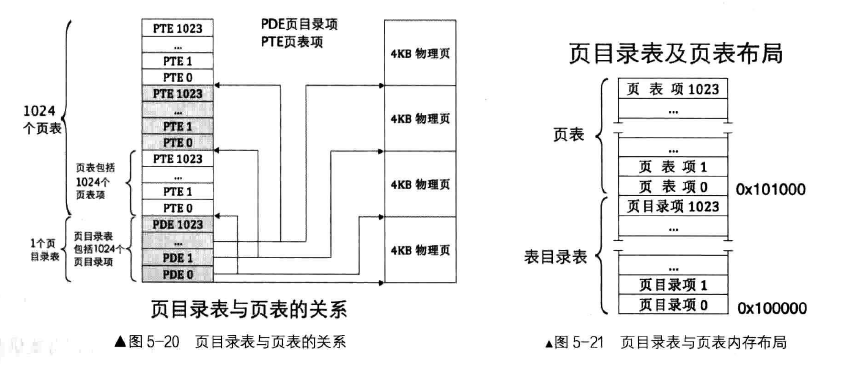 PDE页目录项
PTE页表项
PTE 1023
...
PTE 1
PTE 0
PTE 1023
...
PTE 1
PTE 0
PTE 1023
...
PTE 1
PTE 0
PDE 1023
...
PDE 1
PDE 0
1024
个页表
页表包括
1024个
页表项
1个页
目录表
页目录表
包括1024个
页目录项
4KB 物理页
4KB 物理页
4KB 物理页
4KB 物理页
页目录表与页表的关系
▲图 5-20 页目录表与页表的关系
页目录表及页表布局
页 表 项 1023
...
...
页 表 项 1
页 表 项 0
0x101000
页目录项 1023
...
...
页目录项 1
页目录项 0
0x100000
页表
表目录表
▲图 5-21 页目录表与页表内存布局